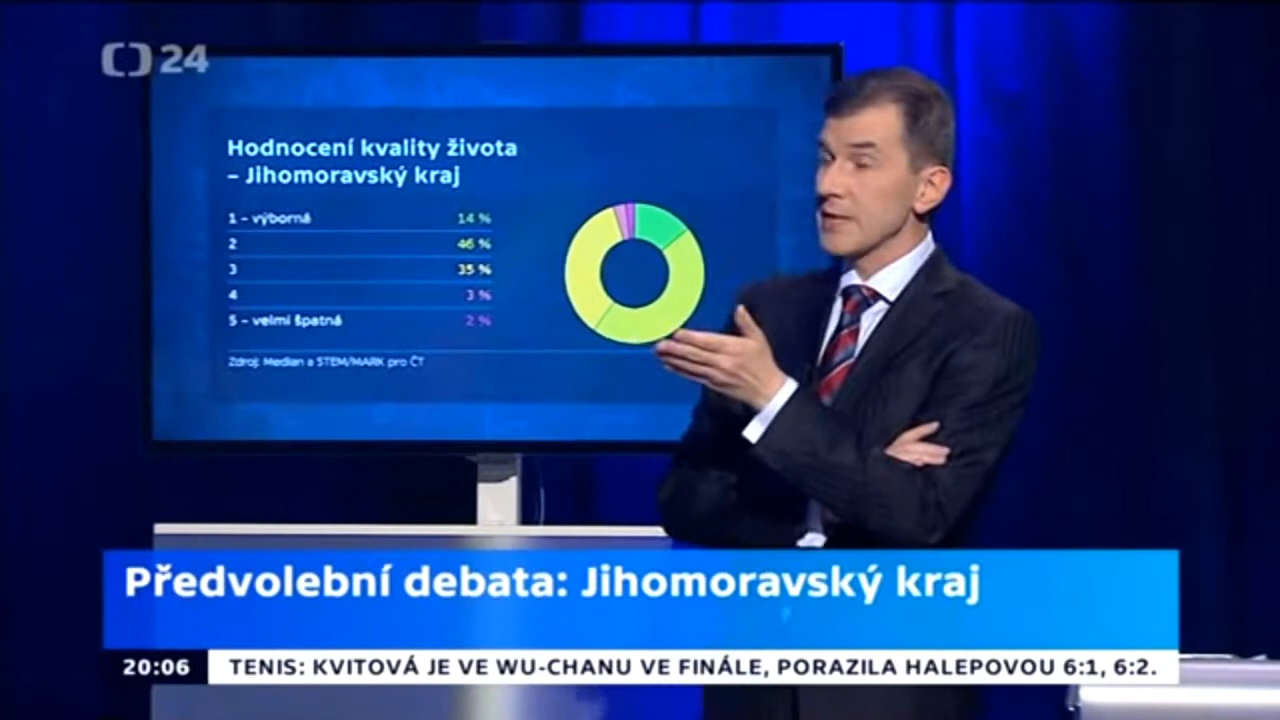 24
Hodnocení kvality života
– Jihomoravský kraj
1 – výborná 14 %
2 46 %
3 35 %
4 3 %
5 – velmi špatná 2 %
Zdroj: Median a STEM/MARK pro ČT
Předvolební debata: Jihomoravský kraj
20:06 TENIS: KVITOVÁ JE VE WU-CHANU VE FINÁLE, PORAZILA HALEPOVOU 6:1, 6:2.